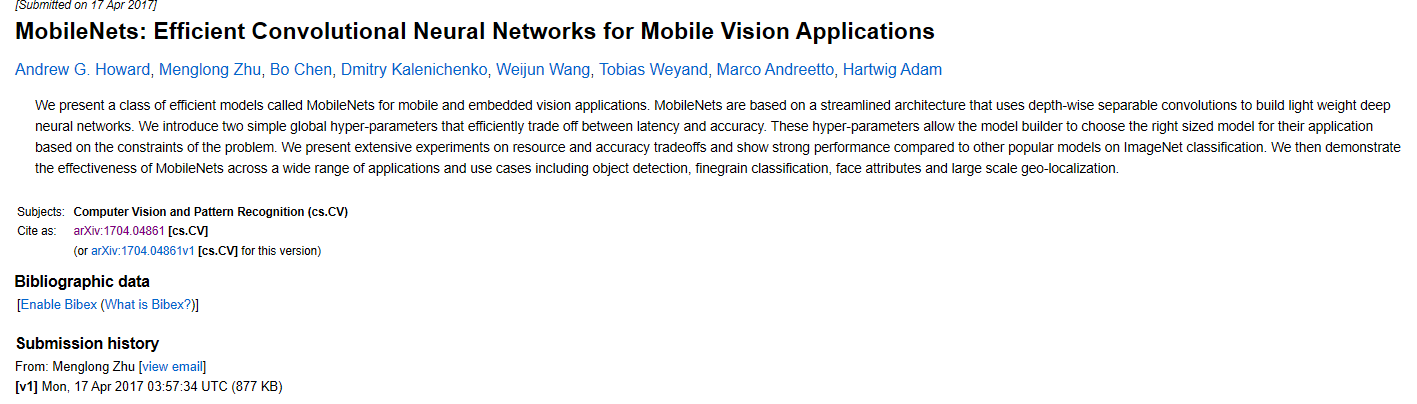 [Submitted on 17 Apr 2017]
MobileNets: Efficient Convolutional Neural Networks for Mobile Vision Applications
Andrew G. Howard, Menglong Zhu, Bo Chen, Dmitry Kalenichenko, Weijun Wang, Tobias Weyand, Marco Andreetto, Hartwig Adam
We present a class of efficient models called MobileNets for mobile and embedded vision applications. MobileNets are based on a streamlined architecture that uses depth-wise separable convolutions to build light weight deep
neural networks. We introduce two simple global hyper-parameters that efficiently trade off between latency and accuracy. These hyper-parameters allow the model builder to choose the right sized model for their application
based on the constraints of the problem. We present extensive experiments on resource and accuracy tradeoffs and show strong performance compared to other popular models on ImageNet classification. We then demonstrate
the effectiveness of MobileNets across a wide range of applications and use cases including object detection, finegrain classification, face attributes and large scale geo-localization.
Subjects: Computer Vision and Pattern Recognition (cs.CV)
Cite as: arXiv:1704.04861 [cs.CV]
(or arXiv:1704.04861v1 [cs.CV] for this version)
Bibliographic data
[Enable Bibex (What is Bibex?)]
Submission history
From: Menglong Zhu [view email]
[v1] Mon, 17 Apr 2017 03:57:34 UTC (877 KB)